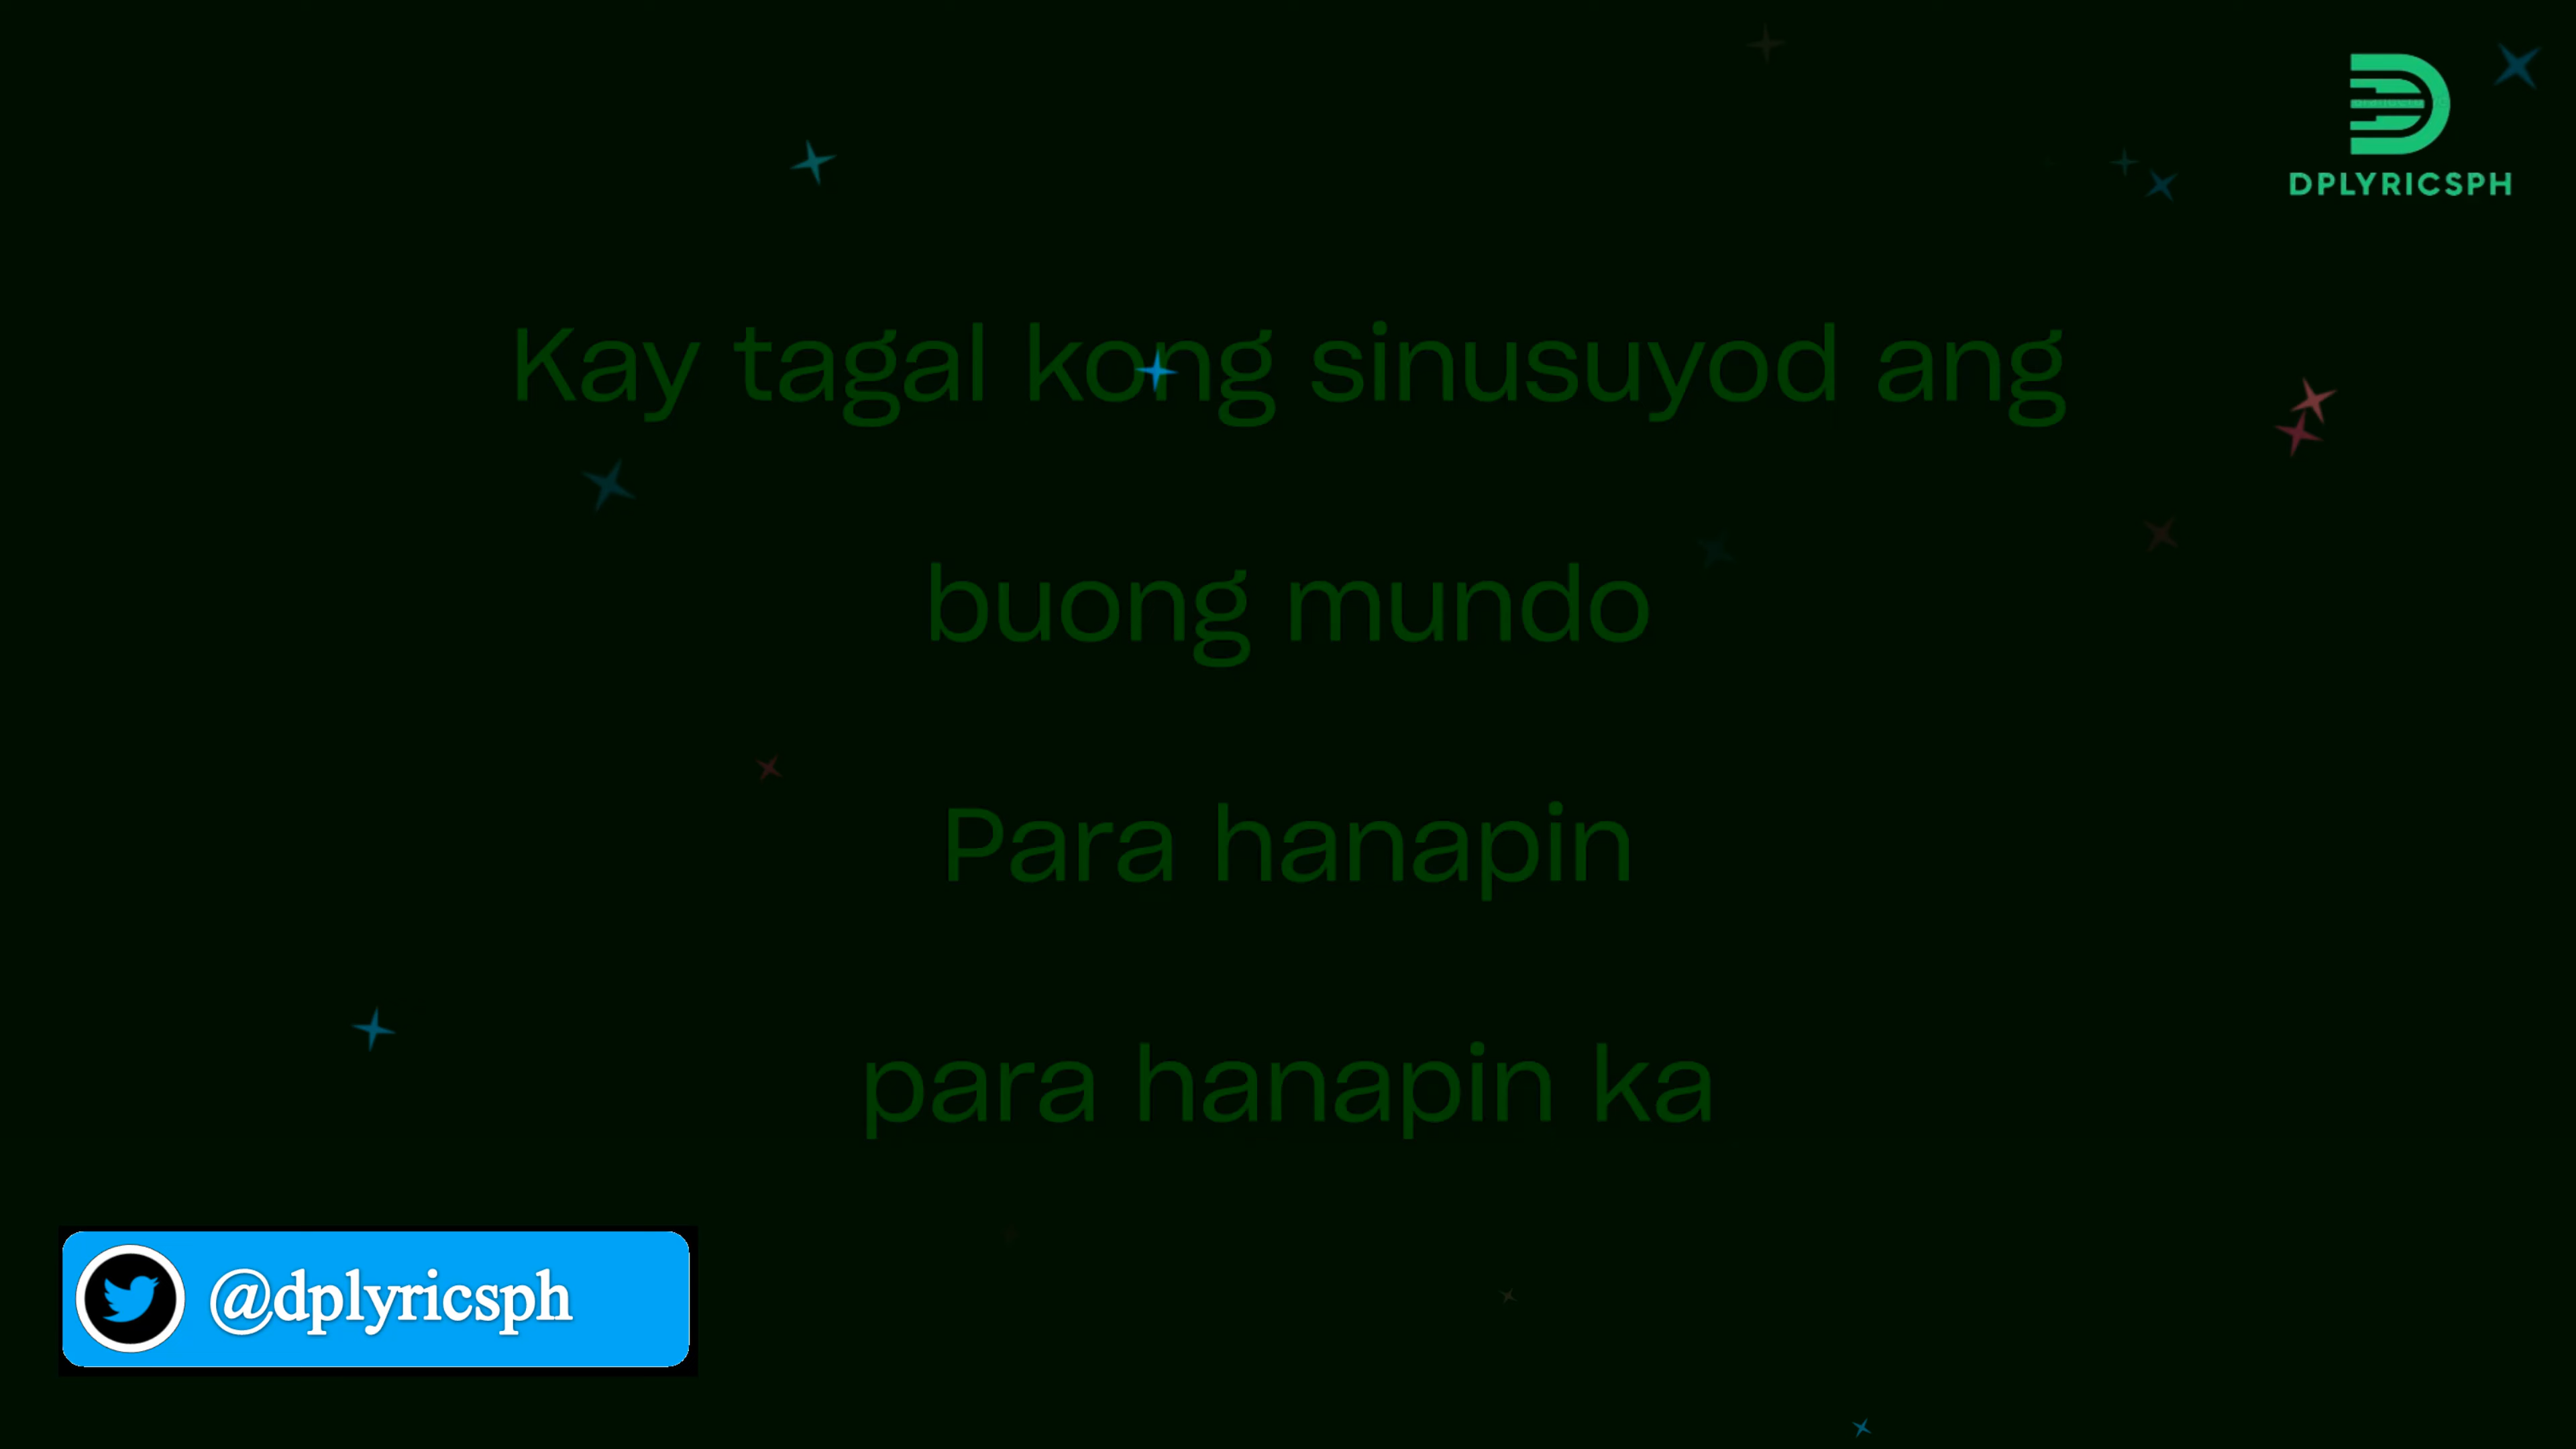 DPLYRICSPH
Kay tagal kong sinusuyod ang
buong mundo
Para hanapin
para hanapin ka
@dplyricsph